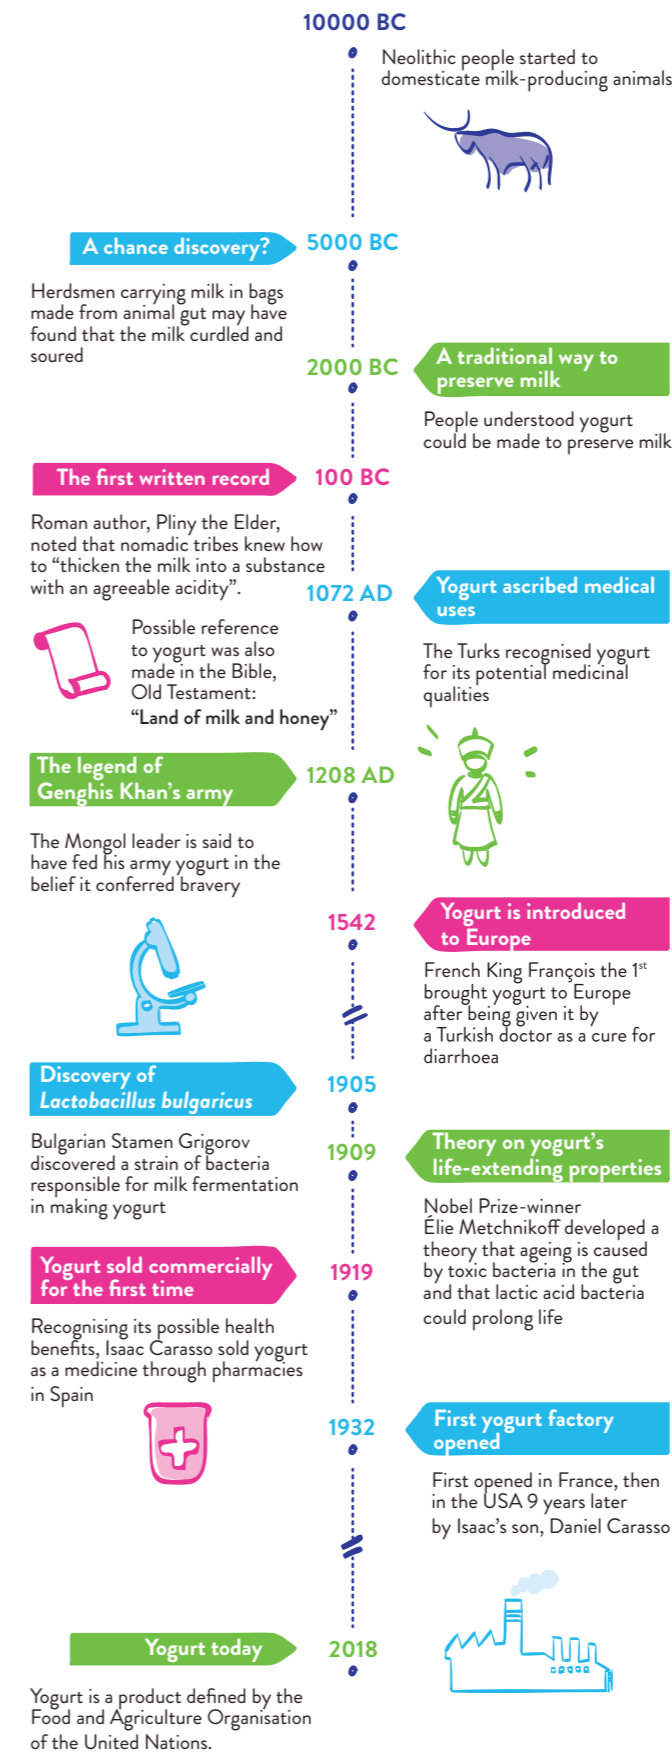 10000 BC
Neolithic people started to
domesticate milk-producing animals
A chance discovery?
5000 BC
Herdsmen carrying milk in bags
made from animal gut may have
found that the milk curdled and
soured
2000 BC
A traditional way to
preserve milk
People understood yogurt
could be made to preserve milk
The first written record
100 BC
Roman author, Pliny the Elder,
noted that nomadic tribes knew how
to “thicken the milk into a substance
with an agreeable acidity”.
Possible reference
to yogurt was also
made in the Bible,
Old Testament:
“Land of milk and honey”
1072 AD
Yogurt ascribed medical
uses
The Turks recognised yogurt
for its potential medicinal
qualities
The legend of
Genghis Khan’s army
1208 AD
The Mongol leader is said to
have fed his army yogurt in the
belief it conferred bravery
1542
Yogurt is introduced
to Europe
French King François the 1st
brought yogurt to Europe
after being given it by
a Turkish doctor as a cure for
diarrhoea
Discovery of
Lactobacillus bulgaricus
1905
Bulgarian Stamen Grigorov
discovered a strain of bacteria
responsible for milk fermentation
in making yogurt
1909
Theory on yogurt’s
life-extending properties
Nobel Prize-winner
Élie Metchnikoff developed a
theory that ageing is caused
by toxic bacteria in the gut
and that lactic acid bacteria
could prolong life
Yogurt sold commercially
for the first time
1919
Recognising its possible health
benefits, Isaac Carasso sold yogurt
as a medicine through pharmacies
in Spain
1932
First yogurt factory
opened
First opened in France, then
in the USA 9 years later
by Isaac’s son, Daniel Carasso
Yogurt today
2018
Yogurt is a product defined by the
Food and Agriculture Organisation
of the United Nations.